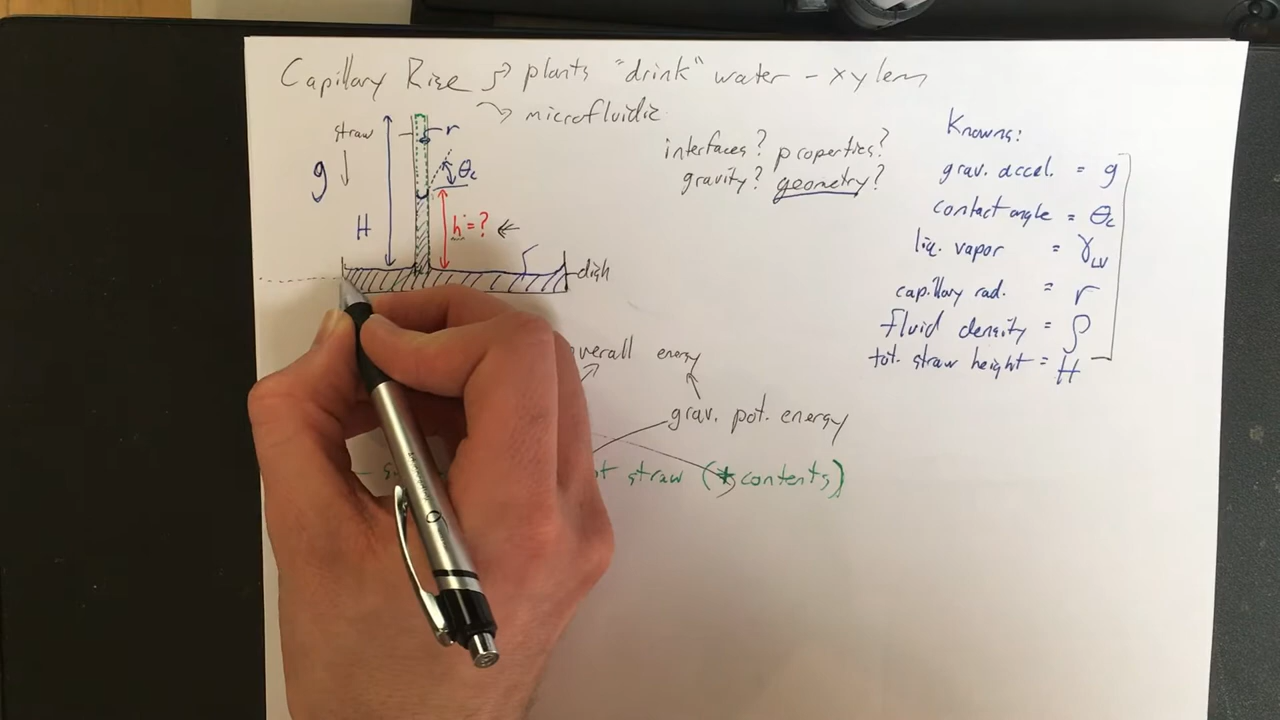 Capillary Rise → plants "drink" water - xylem
→ microfluidic
straw
r
g
θc
H
h = ?
dish
interfaces? properties?
gravity? geometry?
Knowns:
grav. accel. = g
contact angle = θc
liq. vapor = γLV
capillary rad. = r
fluid density = ρ
tot. straw height = H
overall energy
grav. pot. energy
straw (* contents)